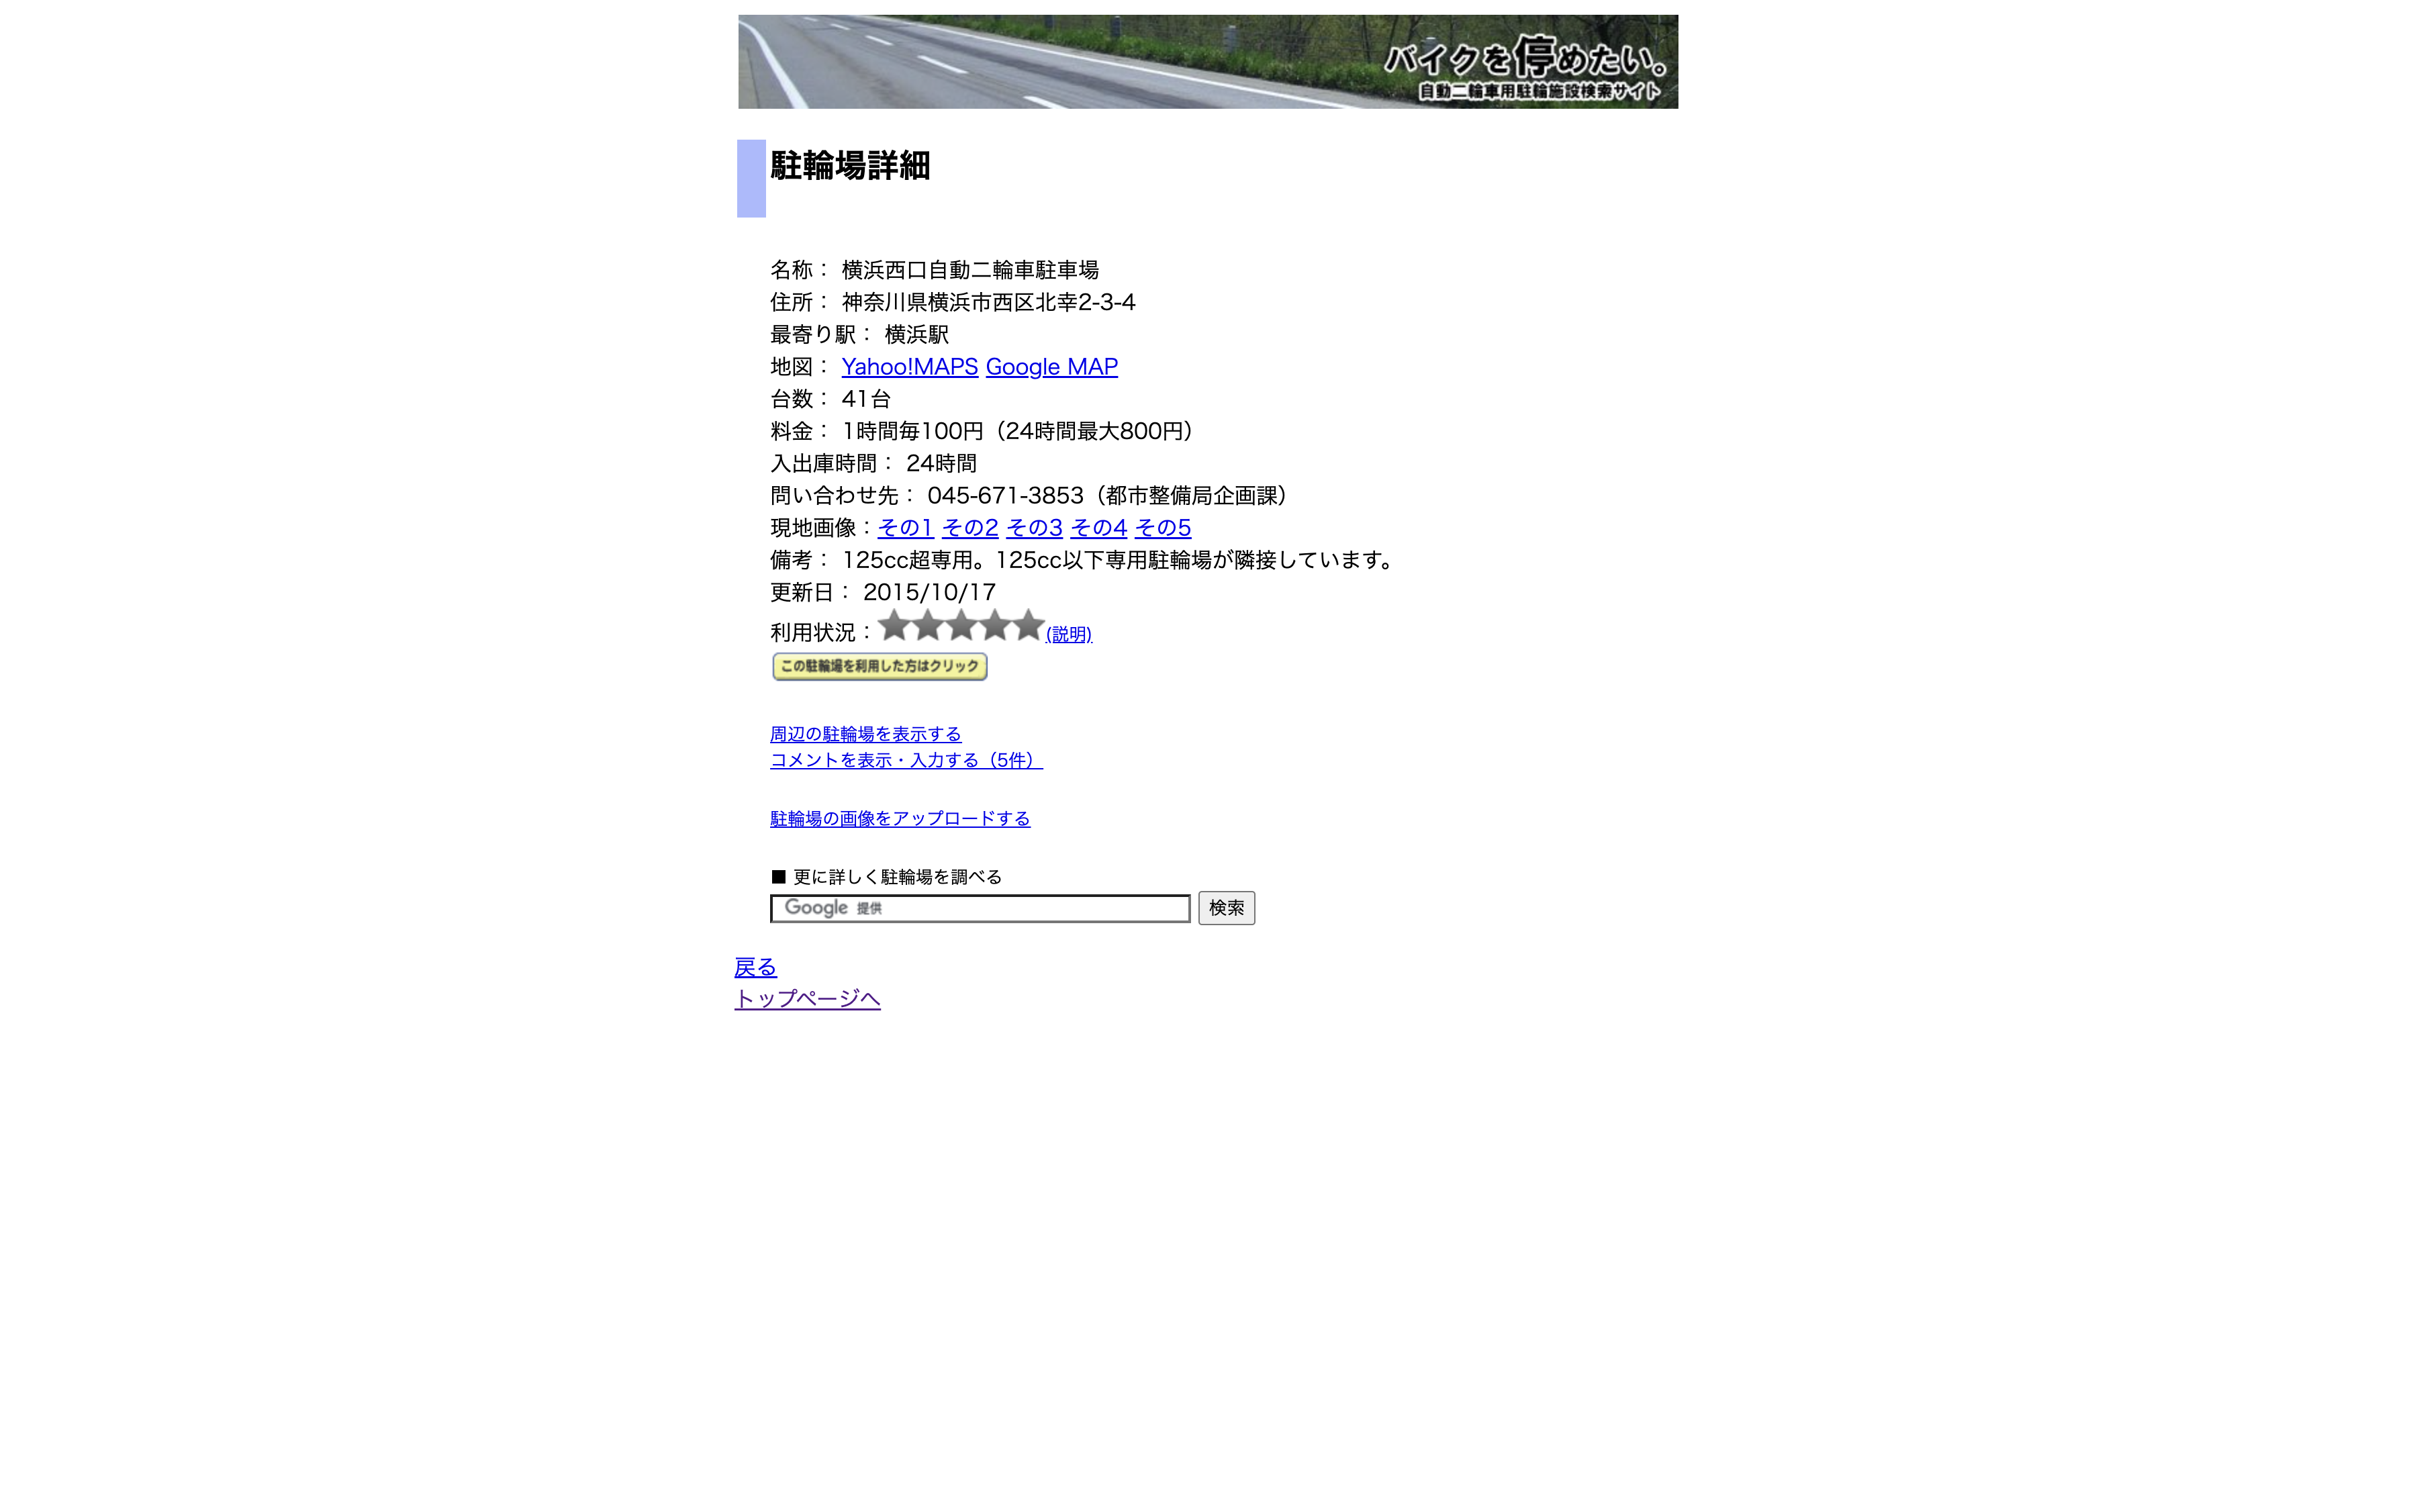 バイクを停めたい。
自動二輪車用駐輪施設検索サイト
駐輪場詳細
名称： 横浜西口自動二輪車駐車場
住所： 神奈川県横浜市西区北幸2-3-4
最寄り駅： 横浜駅
地図： Yahoo!MAPS Google MAP
台数： 41台
料金： 1時間毎100円（24時間最大800円）
入出庫時間： 24時間
問い合わせ先： 045-671-3853（都市整備局企画課）
現地画像：その1 その2 その3 その4 その5
備考： 125cc超専用。125cc以下専用駐輪場が隣接しています。
更新日： 2015/10/17
利用状況：★★★★★(説明)
この駐輪場を利用した方はクリック
周辺の駐輪場を表示する
コメントを表示・入力する（5件）
駐輪場の画像をアップロードする
■ 更に詳しく駐輪場を調べる
Google 提供 検索
戻る
トップページへ